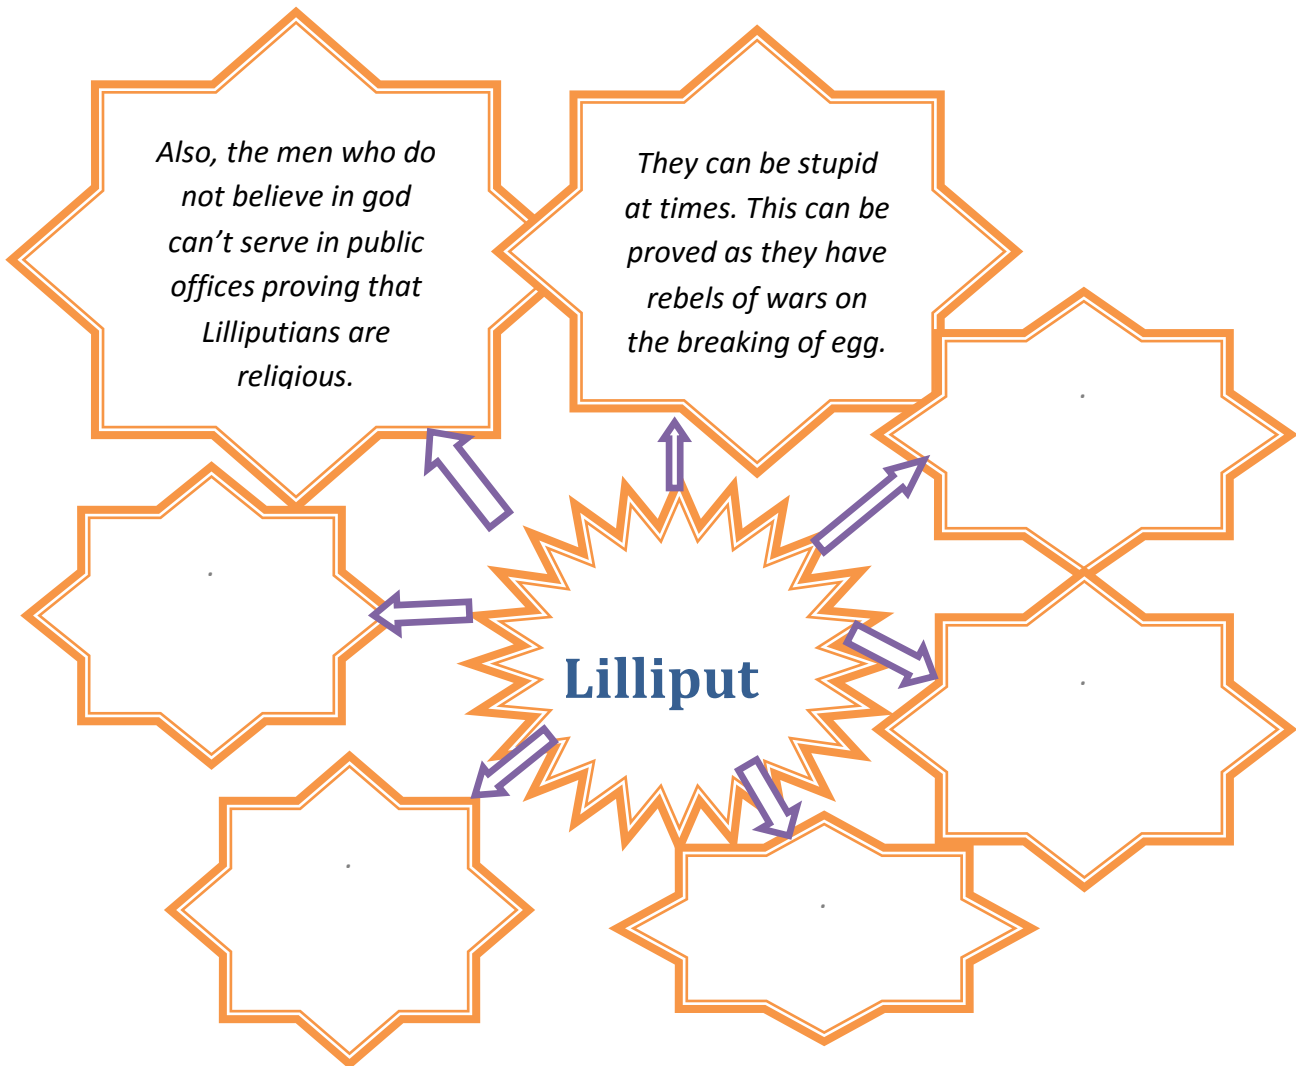 Also, the men who do
not believe in god
can't serve in public
offices proving that
Lilliputians are
religious.
They can be stupid
at times. This can be
proved as they have
rebels of wars on
the breaking of egg.
.
.
Lilliput
.
.
.